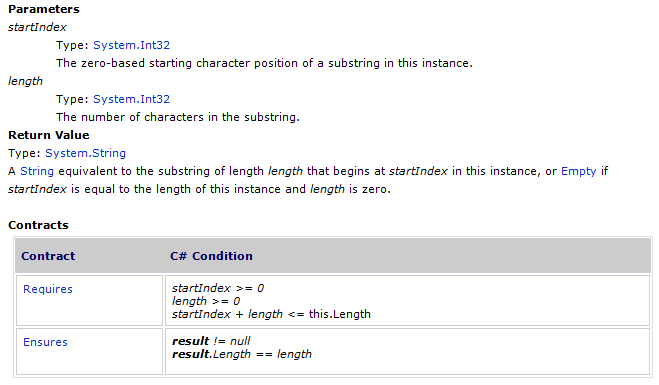 Parameters
startIndex
Type: System.Int32
The zero-based starting character position of a substring in this instance.
length
Type: System.Int32
The number of characters in the substring.
Return Value
Type: System.String
A String equivalent to the substring of length length that begins at startIndex in this instance, or Empty if
startIndex is equal to the length of this instance and length is zero.
Contracts
Contract C# Condition
Requires startIndex >= 0
length >= 0
startIndex + length <= this.Length
Ensures result != null
result.Length == length